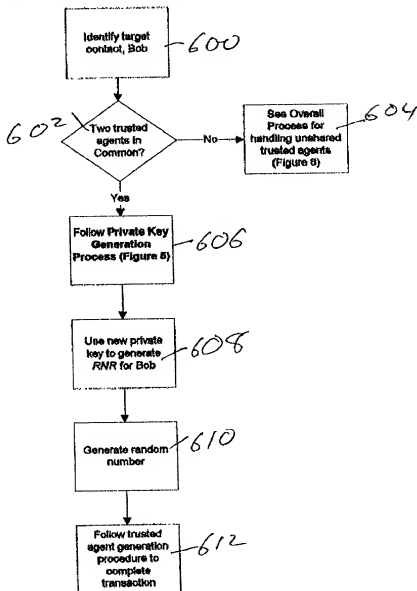 Identify target
contact, Bob
600
602
Two trusted
agents in
Common?
No
See Overall
Process for
handling unshared
trusted agents
(Figure 8)
604
Yes
Follow Private Key
Generation
Process (Figure 5)
606
Use new private
key to generate
RNR for Bob
608
Generate random
number
610
Follow trusted
agent generation
procedure to
complete
transaction
612